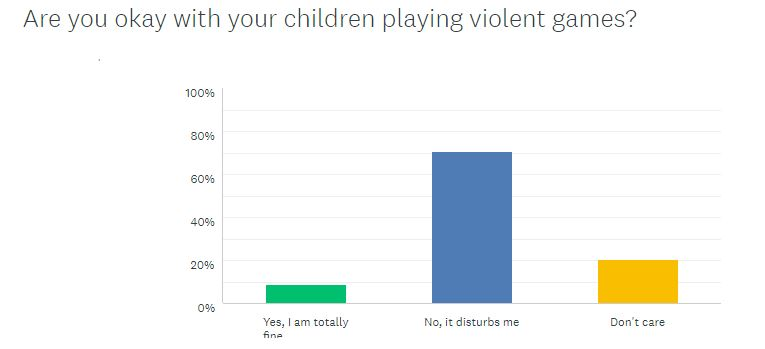 Are you okay with your children playing violent games?
100%
80%
60%
40%
20%
0%
Yes, I am totally
fine
No, it disturbs me
Don't care